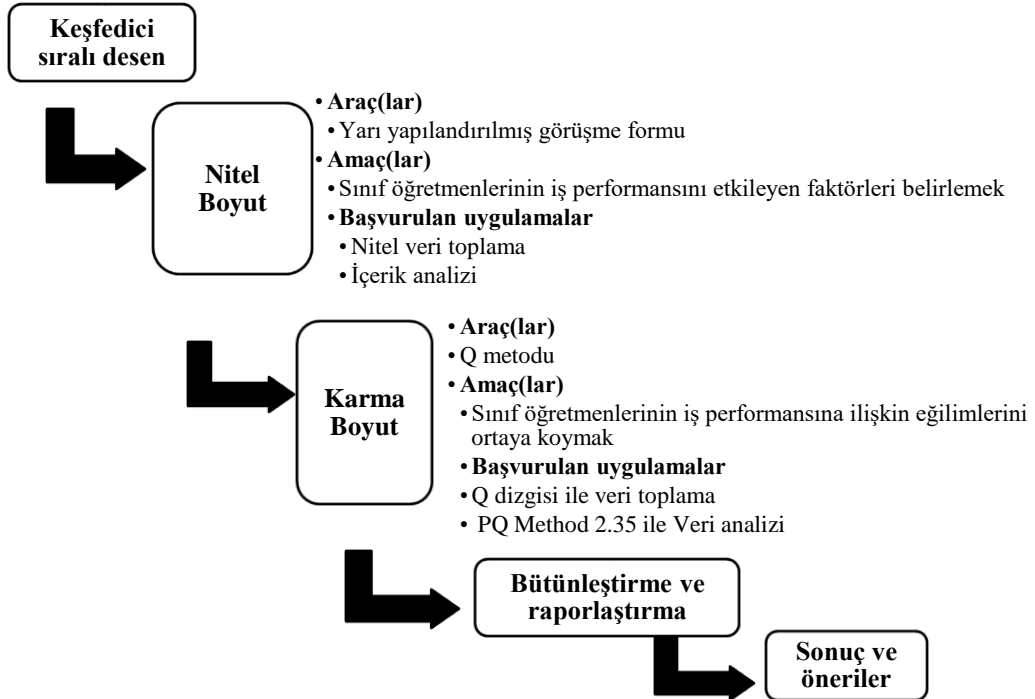 Keşfedici
sıralı desen
Nitel
Boyut
• Araç(lar)
• Yarı yapılandırılmış görüşme formu
• Amaç(lar)
• Sınıf öğretmenlerinin iş performansını etkileyen faktörleri belirlemek
• Başvurulan uygulamalar
• Nitel veri toplama
• İçerik analizi
Karma
Boyut
• Araç(lar)
• Q metodu
• Amaç(lar)
• Sınıf öğretmenlerinin iş performansına ilişkin eğilimlerini
ortaya koymak
• Başvurulan uygulamalar
• Q dizgisi ile veri toplama
• PQ Method 2.35 ile Veri analizi
Bütünleştirme ve
raporlaştırma
Sonuç ve
öneriler